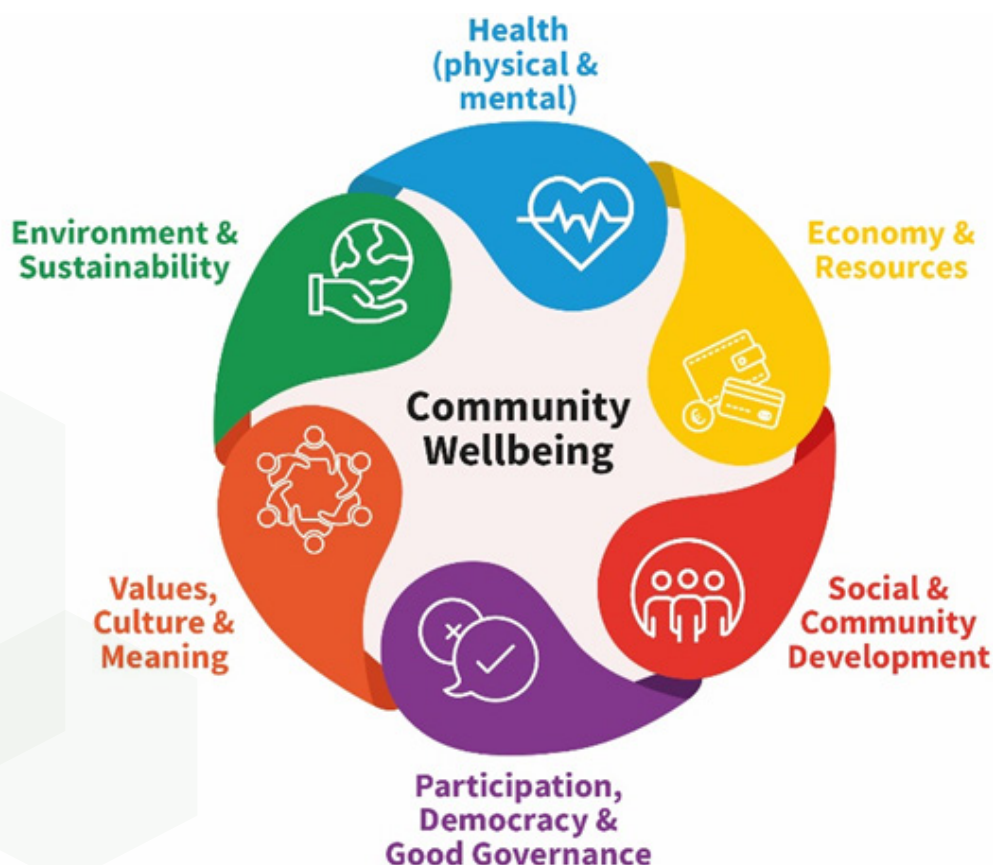 Health
(physical &
mental)
Economy &
Resources
Social &
Community
Development
Participation,
Democracy &
Good Governance
Values,
Culture &
Meaning
Environment &
Sustainability
Community
Wellbeing
€